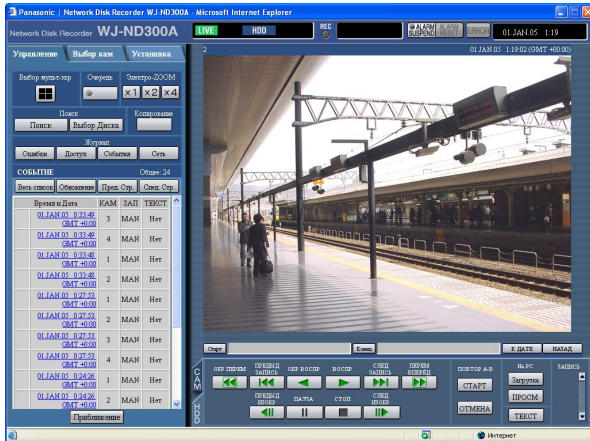 Panasonic | Network Disk Recorder WJ-ND300A - Microsoft Internet Explorer
Network Disk Recorder WJ-ND300A
LIVE HDD
REC
ALARM SUSPEND
ALARM RESET
ERROR
01.JAN.05 1:19
Управление Выбор кам Установка
2
01.JAN.05 1:19:02 (GMT +00:00)
Выбор мульт-экр Очередь Электро-ZOOM
x1 x2 x4
Поиск Копирование
Поиск Выбор Диска
Журнал
Ошибки Доступ События Сеть
СОБЫТИЕ Общее: 24
Весь список Обновление Пред. Стр. След. Стр.
Время и Дата КАМ ЗАП ТЕКСТ
01.JAN.05 0:33:49 GMT +0:00 3 MAN Нет
01.JAN.05 0:33:49 GMT +0:00 4 MAN Нет
01.JAN.05 0:33:48 GMT +0:00 1 MAN Нет
01.JAN.05 0:33:48 GMT +0:00 2 MAN Нет
01.JAN.05 0:27:53 GMT +0:00 1 MAN Нет
01.JAN.05 0:27:53 GMT +0:00 2 MAN Нет
01.JAN.05 0:27:53 GMT +0:00 3 MAN Нет
01.JAN.05 0:27:53 GMT +0:00 4 MAN Нет
01.JAN.05 0:24:26 GMT +0:00 1 MAN Нет
01.JAN.05 0:24:26 GMT +0:00 2 MAN Нет
Приближение
Старт Конец К ДАТЕ НАЗАД
CAM
HDD
ОБР ПЕРЕМ ПРЕДЫД ЗАПИСЬ ОБР ВОСПР ВОСПР СЛЕД ЗАПИСЬ ПЕРЕМ ВПЕРЁД
ПРЕДЫД ИЗОБР ПАУЗА СТОП СЛЕД ИЗОБР
ПОВТОР A-B
СТАРТ
ОТМЕНА
На PC
Загрузка
ПРОСМ
ТЕКСТ
ЗАПИСЬ
Интернет